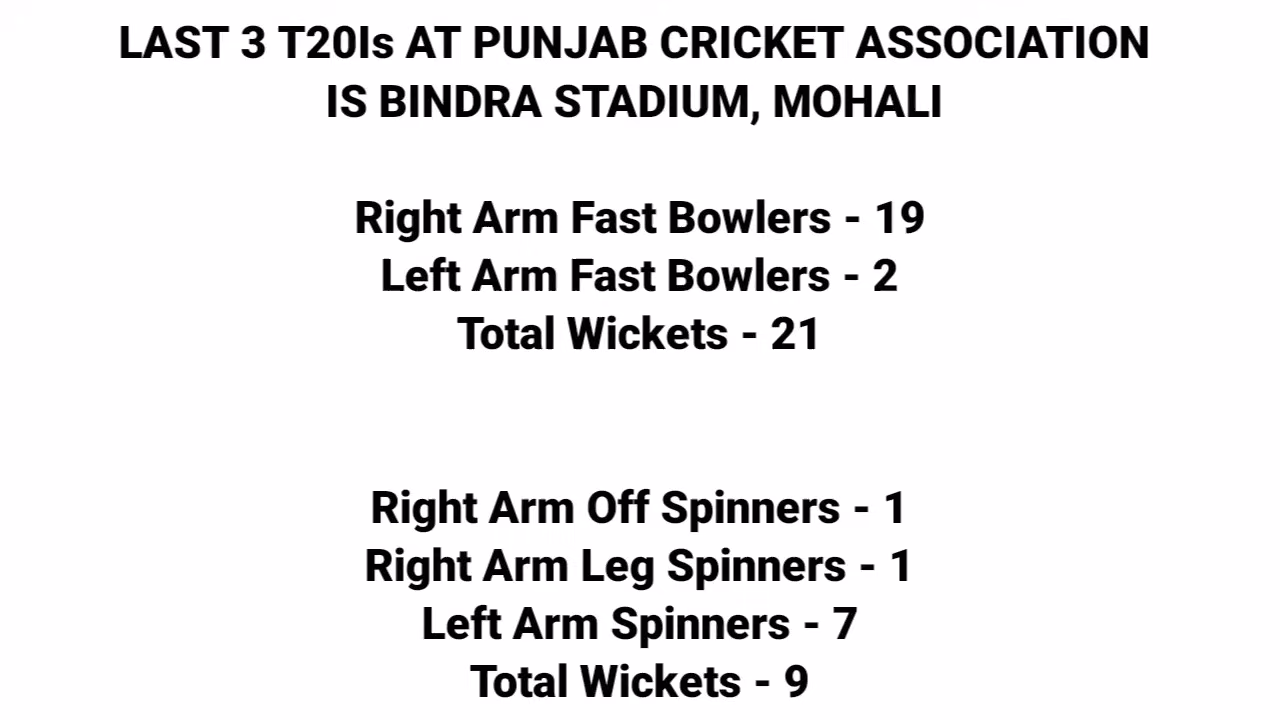 LAST 3 T20Is AT PUNJAB CRICKET ASSOCIATION
IS BINDRA STADIUM, MOHALI
Right Arm Fast Bowlers - 19
Left Arm Fast Bowlers - 2
Total Wickets - 21
Right Arm Off Spinners - 1
Right Arm Leg Spinners - 1
Left Arm Spinners - 7
Total Wickets - 9